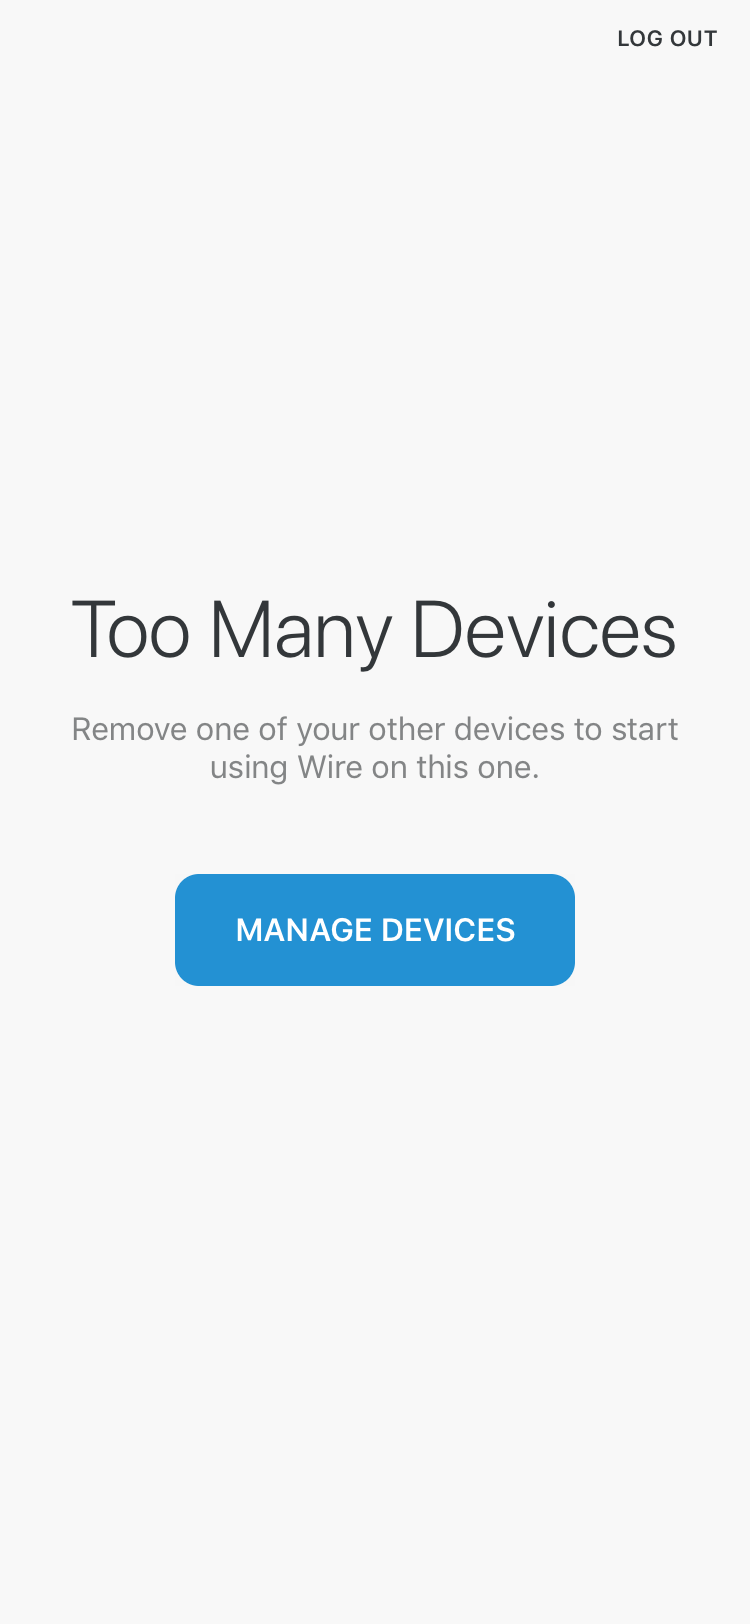 LOG OUT
Too Many Devices
Remove one of your other devices to start
using Wire on this one.
MANAGE DEVICES